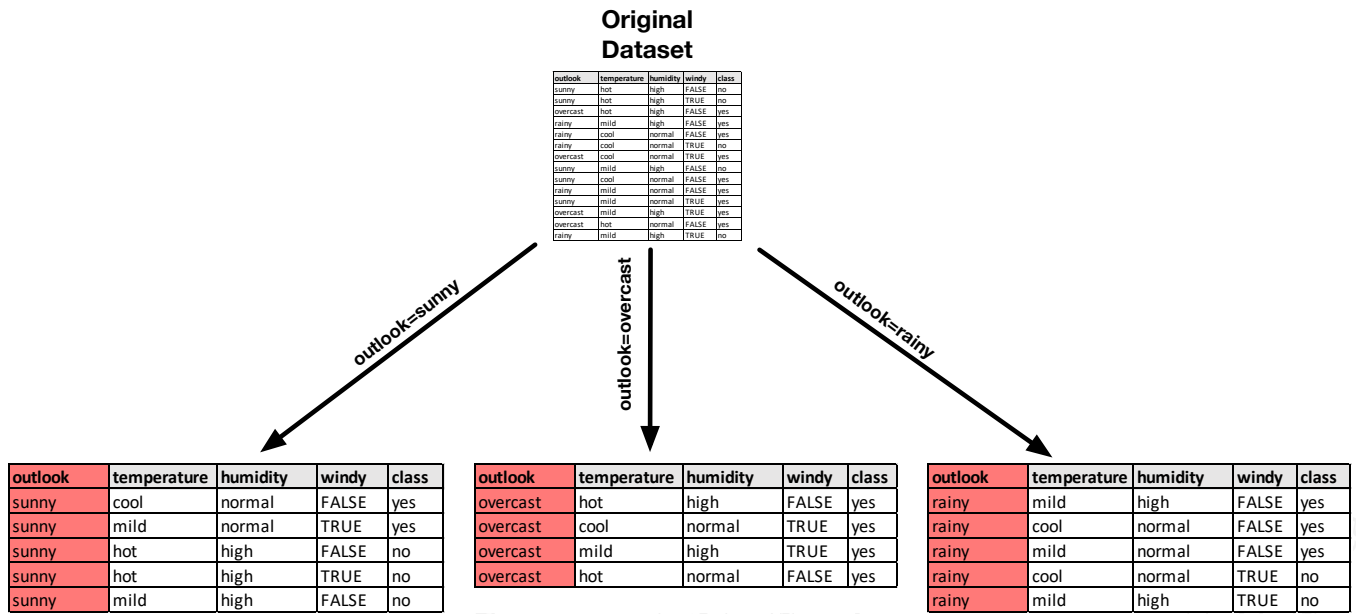 Original
Dataset
outlook temperature humidity windy class
sunny hot high FALSE no
sunny hot high TRUE no
overcast hot high FALSE yes
rainy mild high FALSE yes
rainy cool normal FALSE yes
rainy cool normal TRUE no
overcast cool normal TRUE yes
sunny mild high FALSE no
sunny cool normal FALSE yes
rainy mild normal FALSE yes
sunny mild normal TRUE yes
overcast mild high TRUE yes
overcast hot normal FALSE yes
rainy mild high TRUE no
outlook=sunny
outlook=overcast
outlook=rainy
outlook temperature humidity windy class
sunny cool normal FALSE yes
sunny mild normal TRUE yes
sunny hot high FALSE no
sunny hot high TRUE no
sunny mild high FALSE no
outlook temperature humidity windy class
overcast hot high FALSE yes
overcast cool normal TRUE yes
overcast mild high TRUE yes
overcast hot normal FALSE yes
outlook temperature humidity windy class
rainy mild high FALSE yes
rainy cool normal FALSE yes
rainy mild normal FALSE yes
rainy cool normal TRUE no
rainy mild high TRUE no